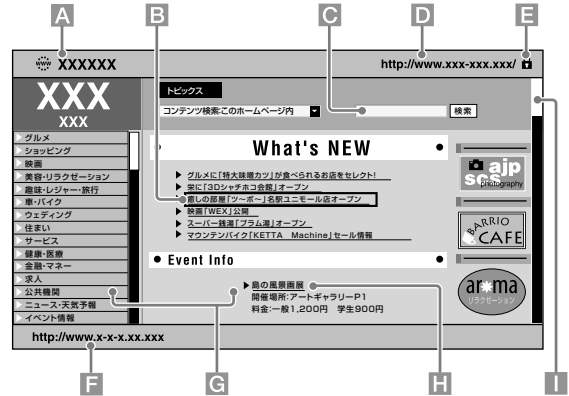 A
B
C
D
E
www XXXXXX
http://www.xxx-xxx.xxx/
XXX
XXX
トピックス
コンテンツ検索:このホームページ内
検索
グルメ
ショッピング
映画
美容・リラクゼーション
趣味・レジャー・旅行
車・バイク
ウェディング
住まい
サービス
健康・医療
金融・マネー
求人
公共機関
ニュース・天気予報
イベント情報
What's NEW
グルメに「特大味噌カツ」が食べられるお店をセレクト!
栄に「3Dシャチホコ会館」オープン
癒しの部屋「ツ〜ボ〜」名駅ユニモール店オープン
映画「WEX」公開
スーパー銭湯「プラム湯」オープン
マウンテンバイク「KETTA Machine」セール情報
Event Info
島の風景画展
開催場所:アートギャラリーP1
料金:一般1,200円 学生900円
ajp
scs
photography
BARRIO
CAFE
aroma
リラクゼーション
http://www.x-x-x.xx.xxx
F
G
H
I